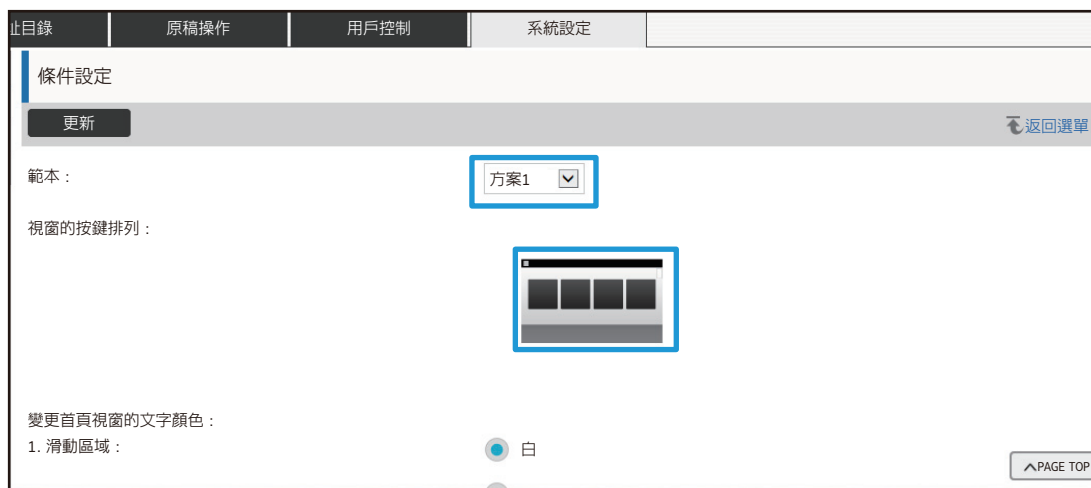 址目錄 原稿操作 用戶控制 系統設定
條件設定
更新 返回選單
範本：方案1
視窗的按鍵排列：
變更首頁視窗的文字顏色：
1. 滑動區域： 白
PAGE TOP